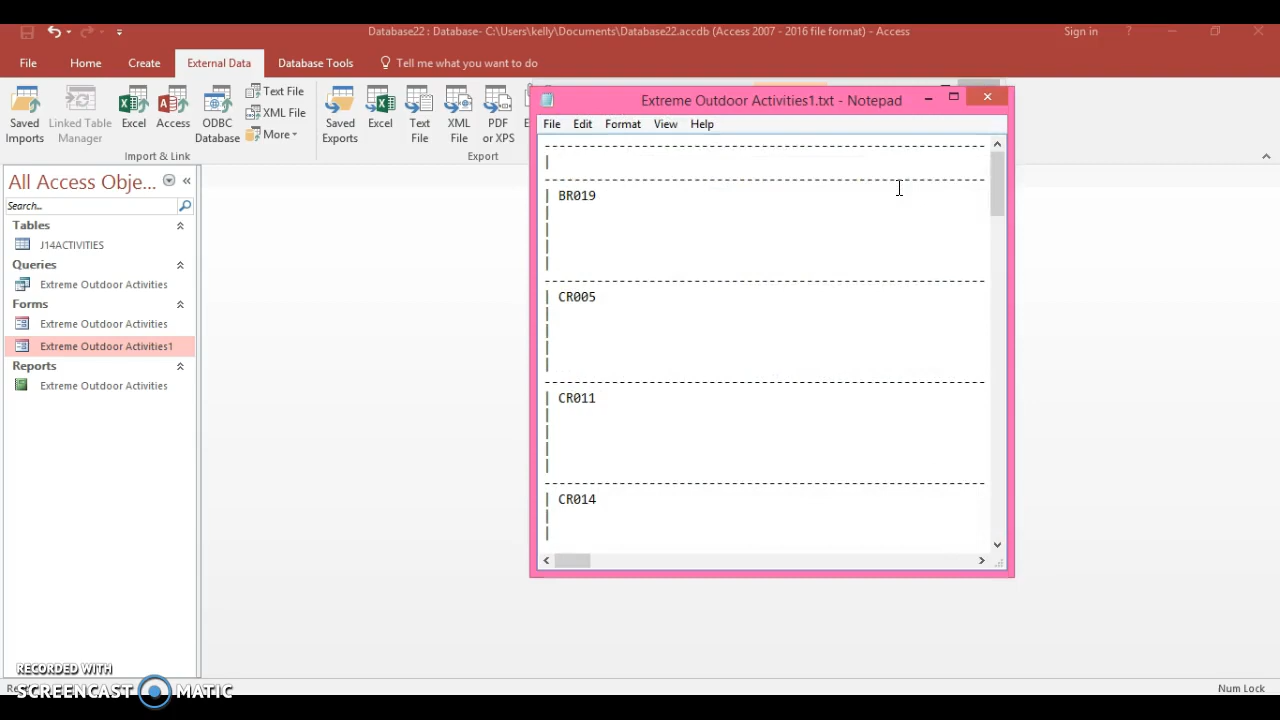 Database22 : Database- C:\Users\kelly\Documents\Database22.accdb (Access 2007 - 2016 file format) - Access
Sign in
?
File Home Create External Data Database Tools Tell me what you want to do
Saved Imports
Linked Table Manager
Excel
Access
ODBC Database
Text File
XML File
More
Import & Link
Saved Exports
Excel
Text File
XML File
PDF or XPS
Export
All Access Obje...
Search...
Tables
J14ACTIVITIES
Queries
Extreme Outdoor Activities
Forms
Extreme Outdoor Activities
Extreme Outdoor Activities1
Reports
Extreme Outdoor Activities
Extreme Outdoor Activities1.txt - Notepad
File Edit Format View Help
BR019
CR005
CR011
CR014
RECORDED WITH
SCREENCAST MATIC
Num Lock